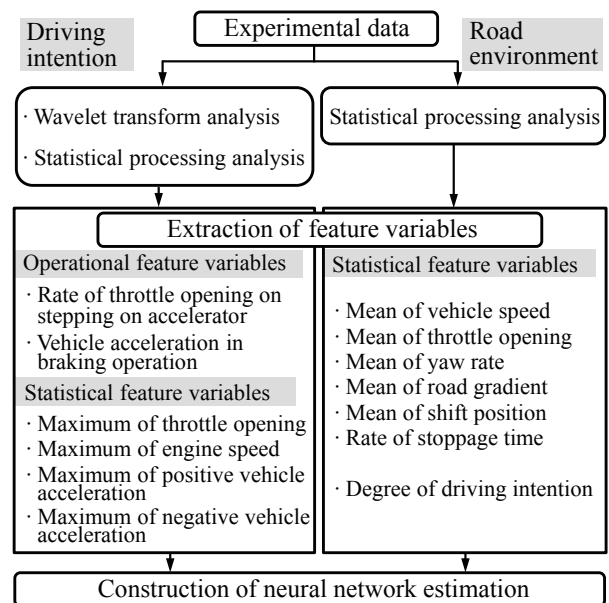 Driving
intention
Experimental data
Road
environment
· Wavelet transform analysis
· Statistical processing analysis
Statistical processing analysis
Extraction of feature variables
Operational feature variables
· Rate of throttle opening on
stepping on accelerator
· Vehicle acceleration in
braking operation
Statistical feature variables
· Maximum of throttle opening
· Maximum of engine speed
· Maximum of positive vehicle
acceleration
· Maximum of negative vehicle
acceleration
Statistical feature variables
· Mean of vehicle speed
· Mean of throttle opening
· Mean of yaw rate
· Mean of road gradient
· Mean of shift position
· Rate of stoppage time
· Degree of driving intention
Construction of neural network estimation